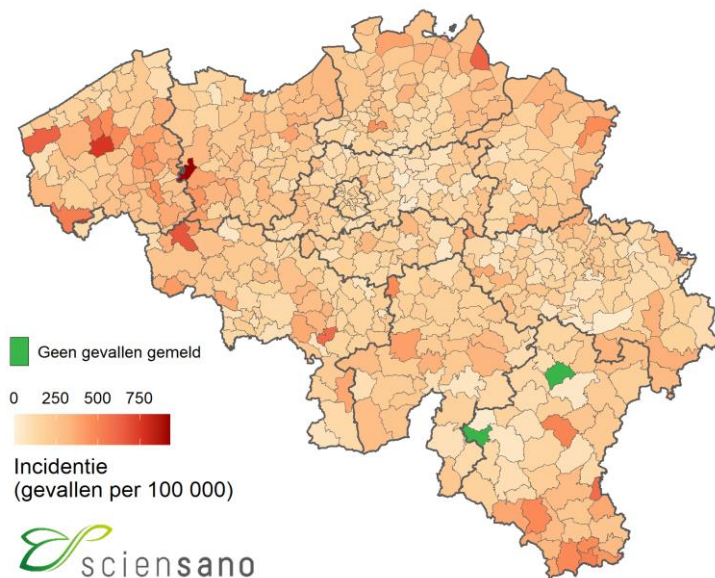 Geen gevallen gemeld
0 250 500 750
Incidentie
(gevallen per 100 000)
sciensano